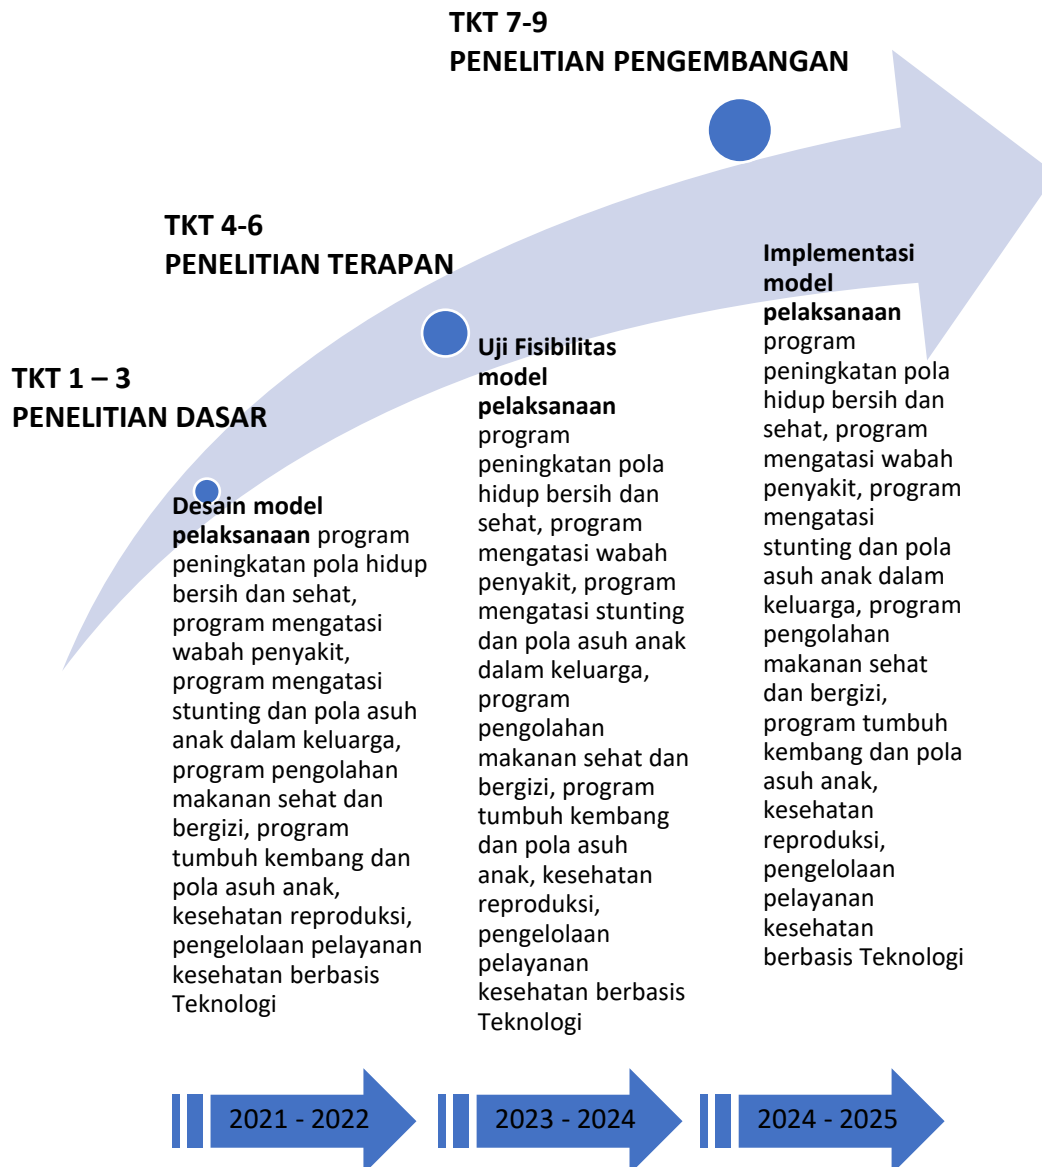 TKT 7-9
PENELITIAN PENGEMBANGAN
TKT 4-6
PENELITIAN TERAPAN
TKT 1 – 3
PENELITIAN DASAR
Desain model
pelaksanaan program
peningkatan pola hidup
bersih dan sehat,
program mengatasi
wabah penyakit,
program mengatasi
stunting dan pola asuh
anak dalam keluarga,
program pengolahan
makanan sehat dan
bergizi, program
tumbuh kembang dan
pola asuh anak,
kesehatan reproduksi,
pengelolaan pelayanan
kesehatan berbasis
Teknologi
Uji Fisibilitas
model
pelaksanaan
program
peningkatan pola
hidup bersih dan
sehat, program
mengatasi wabah
penyakit, program
mengatasi stunting
dan pola asuh anak
dalam keluarga,
program
pengolahan
makanan sehat dan
bergizi, program
tumbuh kembang
dan pola asuh
anak, kesehatan
reproduksi,
pengelolaan
pelayanan
kesehatan berbasis
Teknologi
Implementasi
model
pelaksanaan
program
peningkatan pola
hidup bersih dan
sehat, program
mengatasi wabah
penyakit, program
mengatasi
stunting dan pola
asuh anak dalam
keluarga, program
pengolahan
makanan sehat
dan bergizi,
program tumbuh
kembang dan pola
asuh anak,
kesehatan
reproduksi,
pengelolaan
pelayanan
kesehatan
berbasis Teknologi
2021 - 2022
2023 - 2024
2024 - 2025